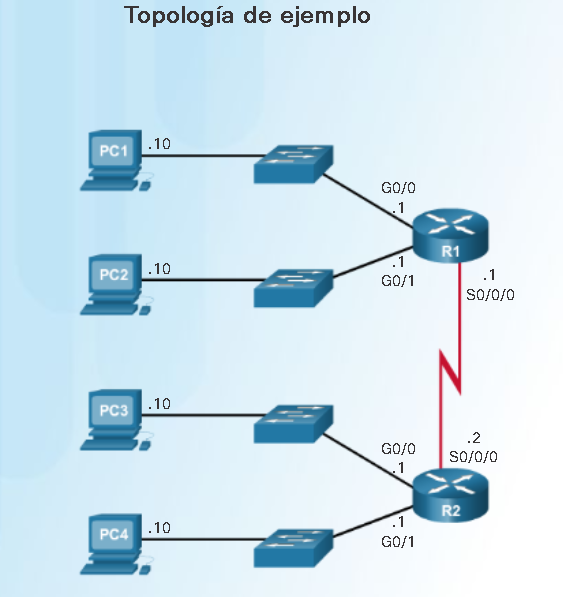 Topología de ejemplo
PC1
.10
G0/0
.1
R1
PC2
.10
.1
G0/1
.1
S0/0/0
PC3
.10
G0/0
.1
.2
S0/0/0
R2
PC4
.10
.1
G0/1